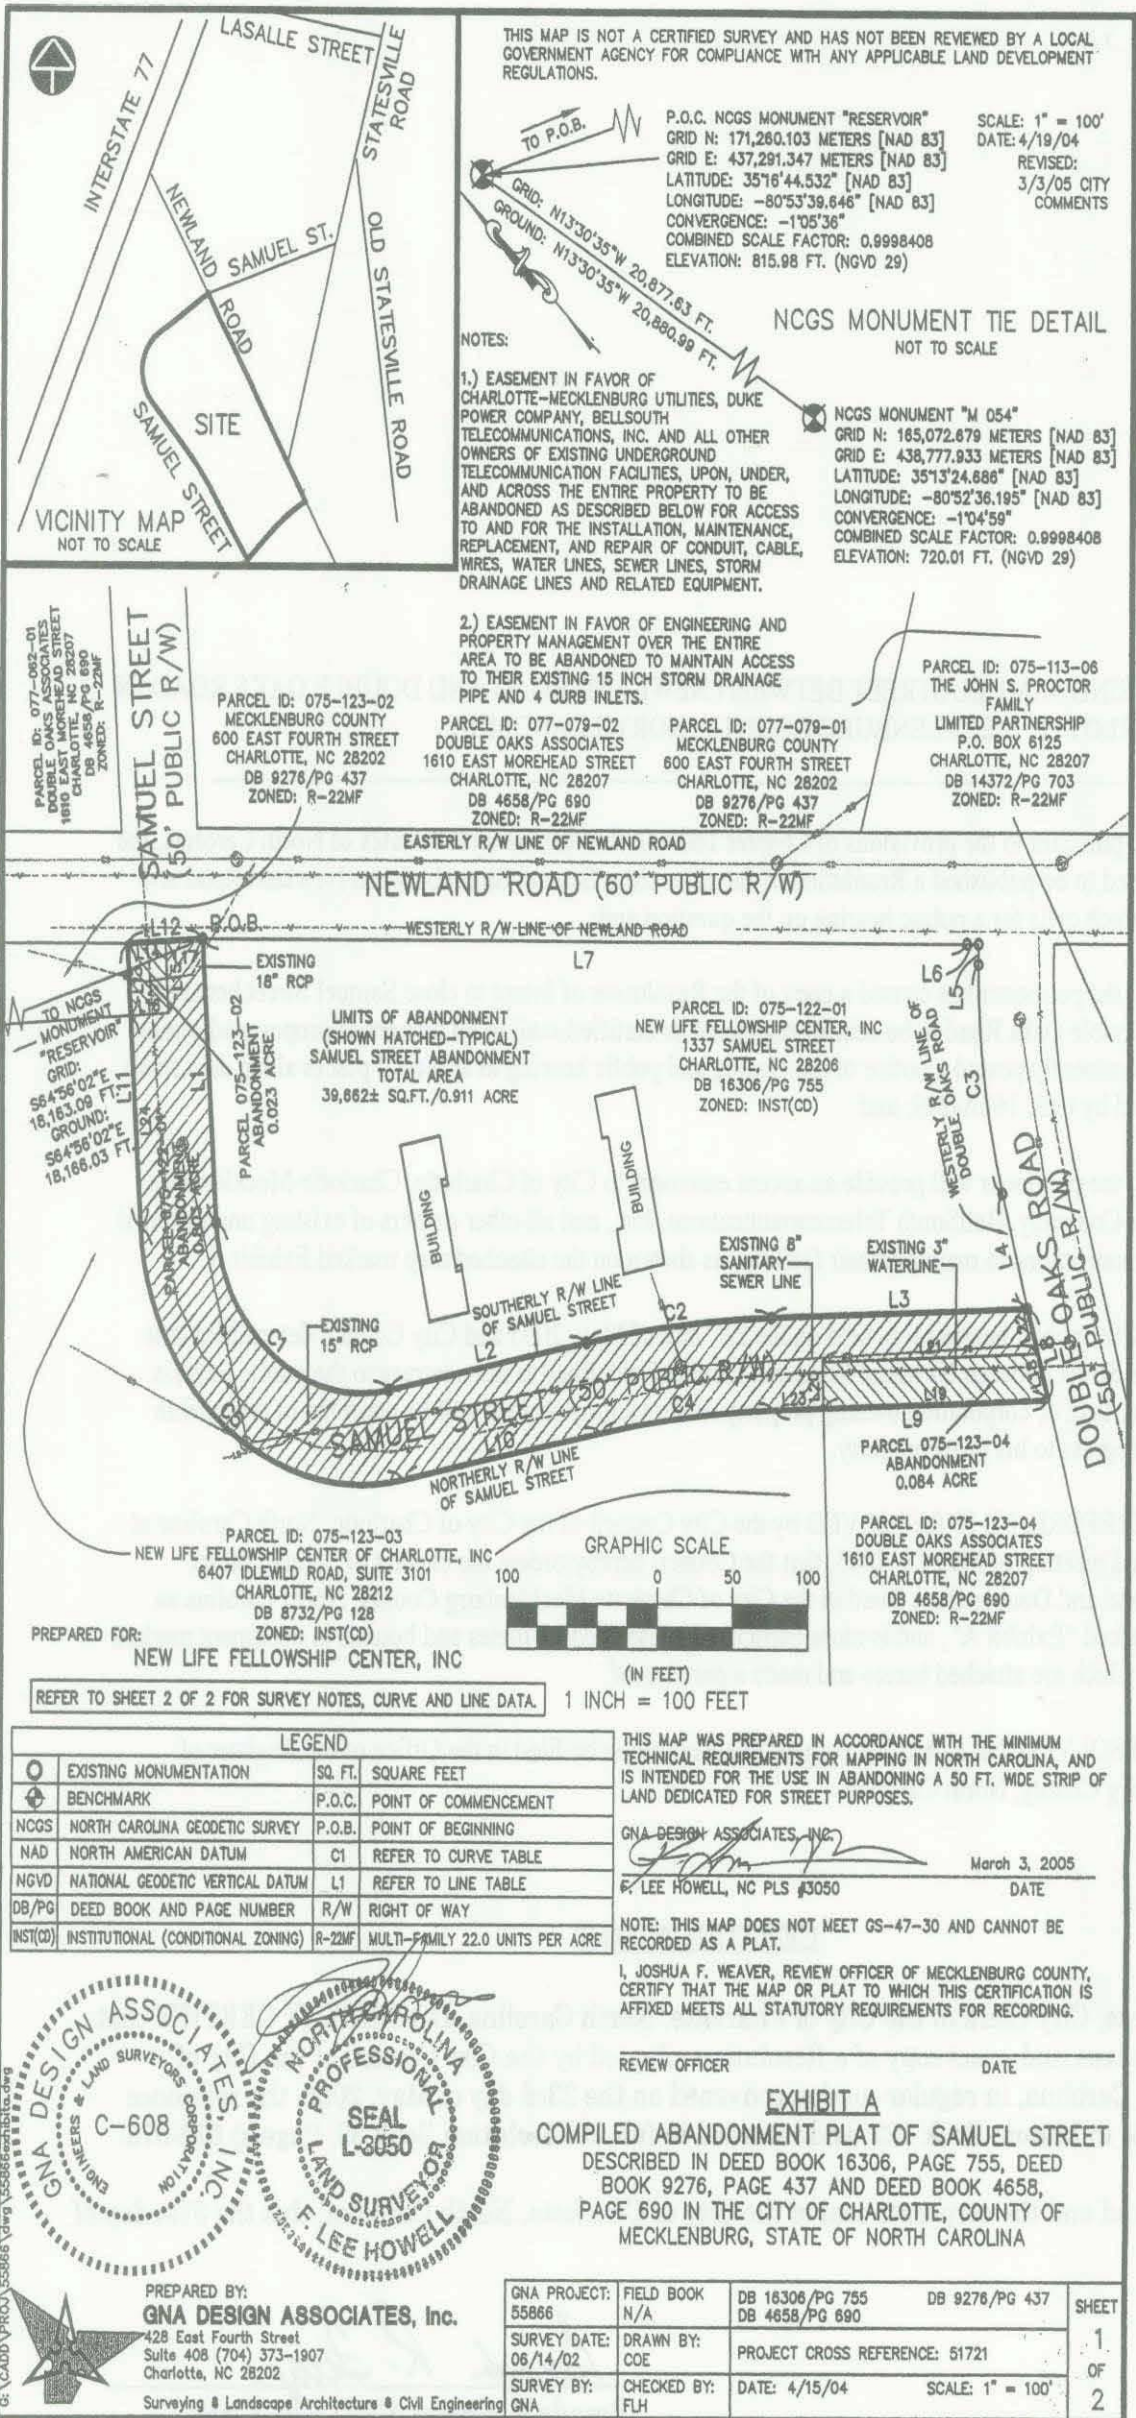 LASALLE STREET
STATESVILLE
ROAD
INTERSTATE 77
NEWLAND
ROAD
SAMUEL ST.
OLD STATESVILLE ROAD
SITE
SAMUEL STREET
VICINITY MAP
NOT TO SCALE
THIS MAP IS NOT A CERTIFIED SURVEY AND HAS NOT BEEN REVIEWED BY A LOCAL
GOVERNMENT AGENCY FOR COMPLIANCE WITH ANY APPLICABLE LAND DEVELOPMENT
REGULATIONS.
TO P.O.B.
P.O.C. NCGS MONUMENT "RESERVOIR"
GRID N: 171,260.103 METERS [NAD 83]
GRID E: 437,291.347 METERS [NAD 83]
LATITUDE: 35°16'44.532" [NAD 83]
LONGITUDE: -80°53'39.646" [NAD 83]
CONVERGENCE: -1°05'36"
COMBINED SCALE FACTOR: 0.9998408
ELEVATION: 815.98 FT. (NGVD 29)
SCALE: 1" = 100'
DATE: 4/19/04
REVISED:
3/3/05 CITY
COMMENTS
GRID: N13°30'35"W 20,877.63 FT.
GROUND: N13°30'35"W 20,880.99 FT.
NCGS MONUMENT TIE DETAIL
NOT TO SCALE
NCGS MONUMENT "M 054"
GRID N: 165,072.679 METERS [NAD 83]
GRID E: 438,777.933 METERS [NAD 83]
LATITUDE: 35°13'24.686" [NAD 83]
LONGITUDE: -80°52'36.195" [NAD 83]
CONVERGENCE: -1°04'59"
COMBINED SCALE FACTOR: 0.9998408
ELEVATION: 720.01 FT. (NGVD 29)
NOTES:
1.) EASEMENT IN FAVOR OF
CHARLOTTE-MECKLENBURG UTILITIES, DUKE
POWER COMPANY, BELLSOUTH
TELECOMMUNICATIONS, INC. AND ALL OTHER
OWNERS OF EXISTING UNDERGROUND
TELECOMMUNICATION FACILITIES, UPON, UNDER,
AND ACROSS THE ENTIRE PROPERTY TO BE
ABANDONED AS DESCRIBED BELOW FOR ACCESS
TO AND FOR THE INSTALLATION, MAINTENANCE,
REPLACEMENT, AND REPAIR OF CONDUIT, CABLE,
WIRES, WATER LINES, SEWER LINES, STORM
DRAINAGE LINES AND RELATED EQUIPMENT.
2.) EASEMENT IN FAVOR OF ENGINEERING AND
PROPERTY MANAGEMENT OVER THE ENTIRE
AREA TO BE ABANDONED TO MAINTAIN ACCESS
TO THEIR EXISTING 15 INCH STORM DRAINAGE
PIPE AND 4 CURB INLETS.
PARCEL ID: 077-062-01
DOUBLE OAKS ASSOCIATES
1610 EAST MOREHEAD STREET
CHARLOTTE, NC 28207
DB 4658/PG 690
ZONED: R-22MF
SAMUEL STREET
(50' PUBLIC R/W)
PARCEL ID: 075-123-02
MECKLENBURG COUNTY
600 EAST FOURTH STREET
CHARLOTTE, NC 28202
DB 9276/PG 437
ZONED: R-22MF
PARCEL ID: 077-079-02
DOUBLE OAKS ASSOCIATES
1610 EAST MOREHEAD STREET
CHARLOTTE, NC 28207
DB 4658/PG 690
ZONED: R-22MF
PARCEL ID: 077-079-01
MECKLENBURG COUNTY
600 EAST FOURTH STREET
CHARLOTTE, NC 28202
DB 9276/PG 437
ZONED: R-22MF
PARCEL ID: 075-113-06
THE JOHN S. PROCTOR
FAMILY
LIMITED PARTNERSHIP
P.O. BOX 6125
CHARLOTTE, NC 28207
DB 14372/PG 703
ZONED: R-22MF
EASTERLY R/W LINE OF NEWLAND ROAD
NEWLAND ROAD (60' PUBLIC R/W)
WESTERLY R/W LINE OF NEWLAND ROAD
L12
P.O.B.
L7
L6
L5
C3
L4
WESTERLY R/W LINE OF
DOUBLE OAKS ROAD
TO NCGS
MONUMENT
"RESERVOIR"
GRID:
S64°56'02"E
18,163.09 FT.
GROUND:
S64°56'02"E
18,166.03 FT.
EXISTING
18" RCP
PARCEL 075-123-02
ABANDONMENT
0.023 ACRE
L11
L24
L1
LIMITS OF ABANDONMENT
(SHOWN HATCHED-TYPICAL)
SAMUEL STREET ABANDONMENT
TOTAL AREA
39,662± SQ.FT./0.911 ACRE
PARCEL ID: 075-122-01
NEW LIFE FELLOWSHIP CENTER, INC
1337 SAMUEL STREET
CHARLOTTE, NC 28206
DB 16306/PG 755
ZONED: INST(CD)
BUILDING
BUILDING
EXISTING 8"
SANITARY
SEWER LINE
EXISTING 3"
WATERLINE
SOUTHERLY R/W LINE
OF SAMUEL STREET
C2
L2
L3
C7
EXISTING
15" RCP
SAMUEL STREET (50' PUBLIC R/W)
C4
L10
L23
L21
L19
L9
L22
L18
DOUBLE OAKS ROAD
(50' PUBLIC R/W)
NORTHERLY R/W LINE
OF SAMUEL STREET
PARCEL 075-123-04
ABANDONMENT
0.084 ACRE
PARCEL ID: 075-123-03
NEW LIFE FELLOWSHIP CENTER OF CHARLOTTE, INC
6407 IDLEWILD ROAD, SUITE 3101
CHARLOTTE, NC 28212
DB 8732/PG 128
ZONED: INST(CD)
PARCEL ID: 075-123-04
DOUBLE OAKS ASSOCIATES
1610 EAST MOREHEAD STREET
CHARLOTTE, NC 28207
DB 4658/PG 690
ZONED: R-22MF
GRAPHIC SCALE
100 0 50 100
(IN FEET)
1 INCH = 100 FEET
PREPARED FOR:
NEW LIFE FELLOWSHIP CENTER, INC
REFER TO SHEET 2 OF 2 FOR SURVEY NOTES, CURVE AND LINE DATA.
LEGEND
EXISTING MONUMENTATION SQ. FT. SQUARE FEET
BENCHMARK P.O.C. POINT OF COMMENCEMENT
NCGS NORTH CAROLINA GEODETIC SURVEY P.O.B. POINT OF BEGINNING
NAD NORTH AMERICAN DATUM C1 REFER TO CURVE TABLE
NGVD NATIONAL GEODETIC VERTICAL DATUM L1 REFER TO LINE TABLE
DB/PG DEED BOOK AND PAGE NUMBER R/W RIGHT OF WAY
INST(CD) INSTITUTIONAL (CONDITIONAL ZONING) R-22MF MULTI-FAMILY 22.0 UNITS PER ACRE
THIS MAP WAS PREPARED IN ACCORDANCE WITH THE MINIMUM
TECHNICAL REQUIREMENTS FOR MAPPING IN NORTH CAROLINA, AND
IS INTENDED FOR THE USE IN ABANDONING A 50 FT. WIDE STRIP OF
LAND DEDICATED FOR STREET PURPOSES.
GNA DESIGN ASSOCIATES, INC.
March 3, 2005
F. LEE HOWELL, NC PLS #3050 DATE
NOTE: THIS MAP DOES NOT MEET GS-47-30 AND CANNOT BE
RECORDED AS A PLAT.
I, JOSHUA F. WEAVER, REVIEW OFFICER OF MECKLENBURG COUNTY,
CERTIFY THAT THE MAP OR PLAT TO WHICH THIS CERTIFICATION IS
AFFIXED MEETS ALL STATUTORY REQUIREMENTS FOR RECORDING.
REVIEW OFFICER DATE
EXHIBIT A
COMPILED ABANDONMENT PLAT OF SAMUEL STREET
DESCRIBED IN DEED BOOK 16306, PAGE 755, DEED
BOOK 9276, PAGE 437 AND DEED BOOK 4658,
PAGE 690 IN THE CITY OF CHARLOTTE, COUNTY OF
MECKLENBURG, STATE OF NORTH CAROLINA
GNA DESIGN ASSOCIATES, INC.
ENGINEERS & LAND SURVEYORS CORPORATION
C-608
NORTH CAROLINA
PROFESSIONAL
SEAL
L-3050
LAND SURVEYOR
F. LEE HOWELL
G: \CADD\PROJ\55866\dwg\55866exhibita.dwg
PREPARED BY:
GNA DESIGN ASSOCIATES, Inc.
428 East Fourth Street
Suite 408 (704) 373-1907
Charlotte, NC 28202
Surveying & Landscape Architecture & Civil Engineering
GNA PROJECT: 55866
FIELD BOOK N/A
DB 16306/PG 755 DB 9276/PG 437
DB 4658/PG 690
SURVEY DATE: 06/14/02
DRAWN BY: COE
PROJECT CROSS REFERENCE: 51721
SURVEY BY: GNA
CHECKED BY: FLH
DATE: 4/15/04 SCALE: 1" = 100'
SHEET
1
OF
2